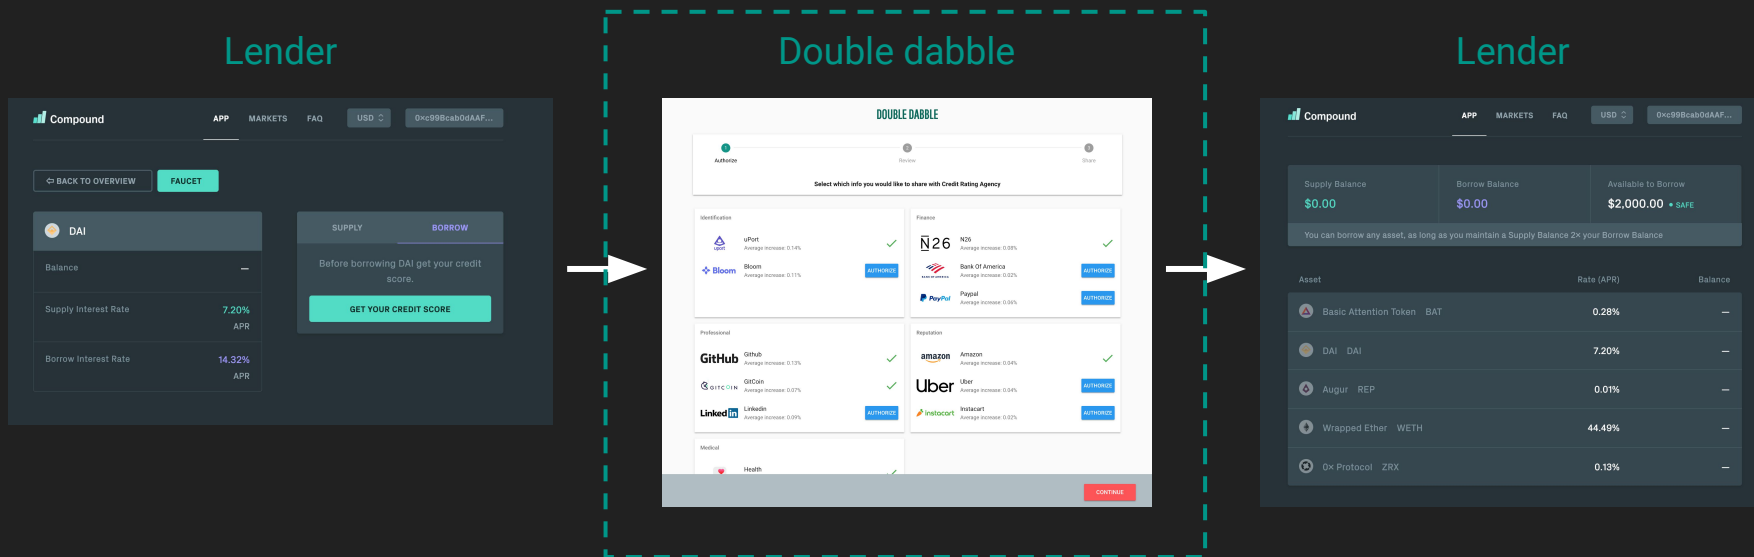 Lender
Compound
APP MARKETS FAQ USD 0xc99Bcab0dAAF...
BACK TO OVERVIEW FAUCET
DAI
Balance —
Supply Interest Rate 7.20%
APR
Borrow Interest Rate 14.32%
APR
SUPPLY BORROW
Before borrowing DAI get your credit
score.
GET YOUR CREDIT SCORE
Double dabble
DOUBLE DABBLE
1 2 3
Authorize Review Share
Select which info you would like to share with Credit Rating Agency
Identification
uPort
uPort
Average increase: 0.14%
Bloom
Bloom
Average increase: 0.11%
AUTHORIZE
Finance
N26
N26
Average increase: 0.08%
Bank Of America
Average increase: 0.02%
AUTHORIZE
PayPal
Paypal
Average increase: 0.06%
AUTHORIZE
Professional
GitHub
Github
Average increase: 0.13%
GITCOIN
GitCoin
Average increase: 0.07%
Linkedin
Linkedin
Average increase: 0.09%
AUTHORIZE
Reputation
amazon
Amazon
Average increase: 0.04%
Uber
Uber
Average increase: 0.04%
AUTHORIZE
instacart
Instacart
Average increase: 0.02%
AUTHORIZE
Medical
Health
CONTINUE
Lender
Compound
APP MARKETS FAQ USD 0xc99Bcab0dAAF...
Supply Balance Borrow Balance Available to Borrow
$0.00 $0.00 $2,000.00 • SAFE
You can borrow any asset, as long as you maintain a Supply Balance 2x your Borrow Balance
Asset Rate (APR) Balance
Basic Attention Token BAT 0.28% —
DAI DAI 7.20% —
Augur REP 0.01% —
Wrapped Ether WETH 44.49% —
0x Protocol ZRX 0.13% —